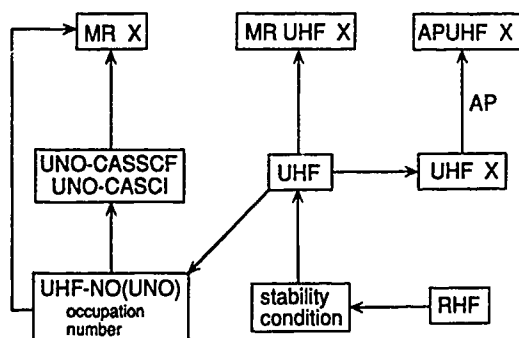 MR X
MR UHF X
APUHF X
AP
UNO-CASSCF
UNO-CASCI
UHF
UHF X
UHF-NO(UNO)
occupation
number
stability
condition
RHF